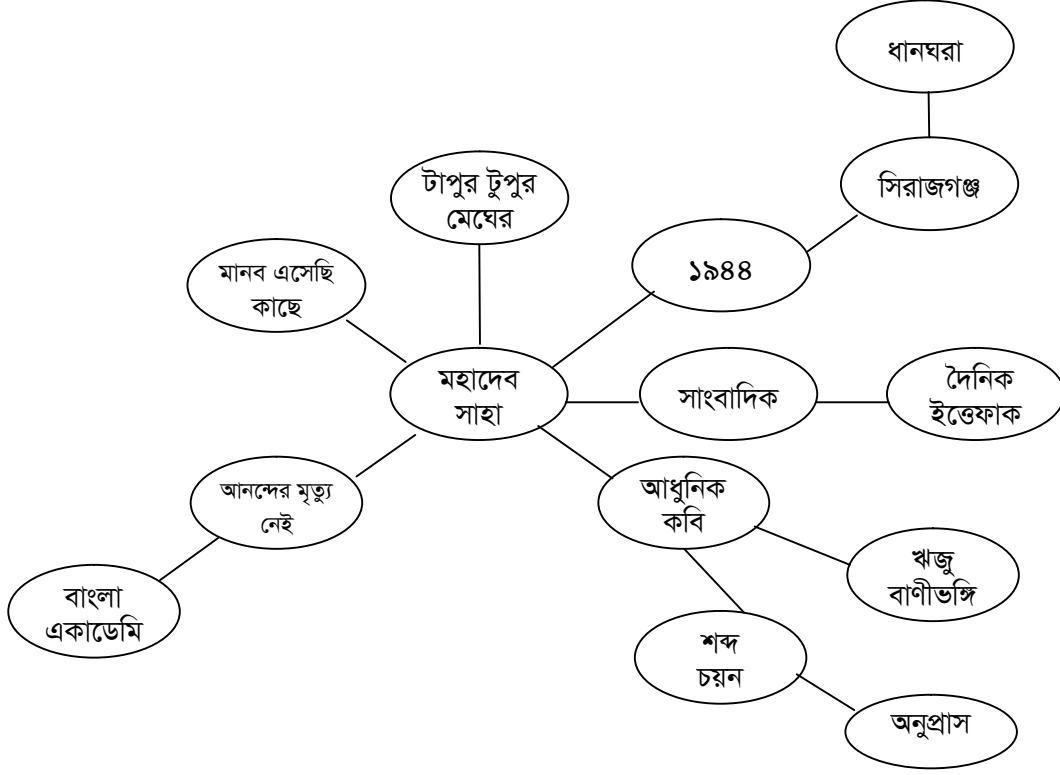 ধানঘরা
সিরাজগঞ্জ
টাপুর টুপুর
মেঘের
১৯৪৪
মানব এসেছি
কাছে
মহাদেব
সাহা
সাংবাদিক
দৈনিক
ইত্তেফাক
আনন্দের মৃত্যু
নেই
আধুনিক
কবি
ঋজু
বাণীভঙ্গি
বাংলা
একাডেমি
শব্দ
চয়ন
অনুপ্রাস